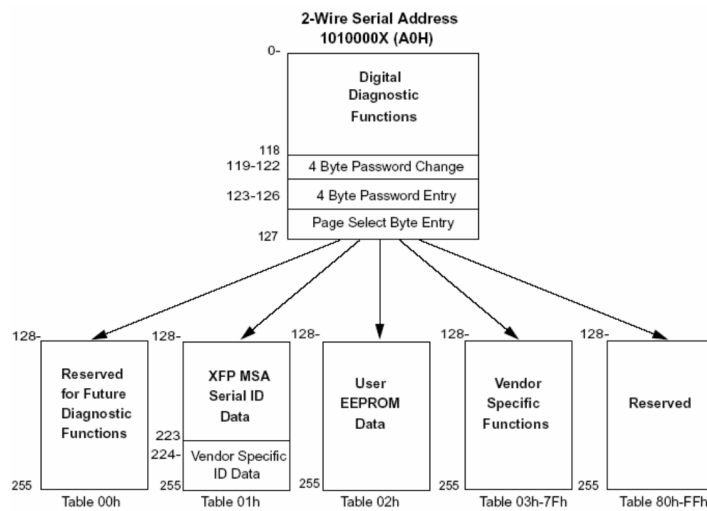 2-Wire Serial Address
1010000X (A0H)
0-
Digital
Diagnostic
Functions
118
119-122
4 Byte Password Change
123-126
4 Byte Password Entry
Page Select Byte Entry
127
128-
Reserved
for Future
Diagnostic
Functions
255
Table 00h
128-
XFP MSA
Serial ID
Data
223
224-
Vendor Specific
ID Data
255
Table 01h
128-
User
EEPROM
Data
255
Table 02h
128-
Vendor
Specific
Functions
255
Table 03h-7Fh
128-
Reserved
255
Table 80h-FFh